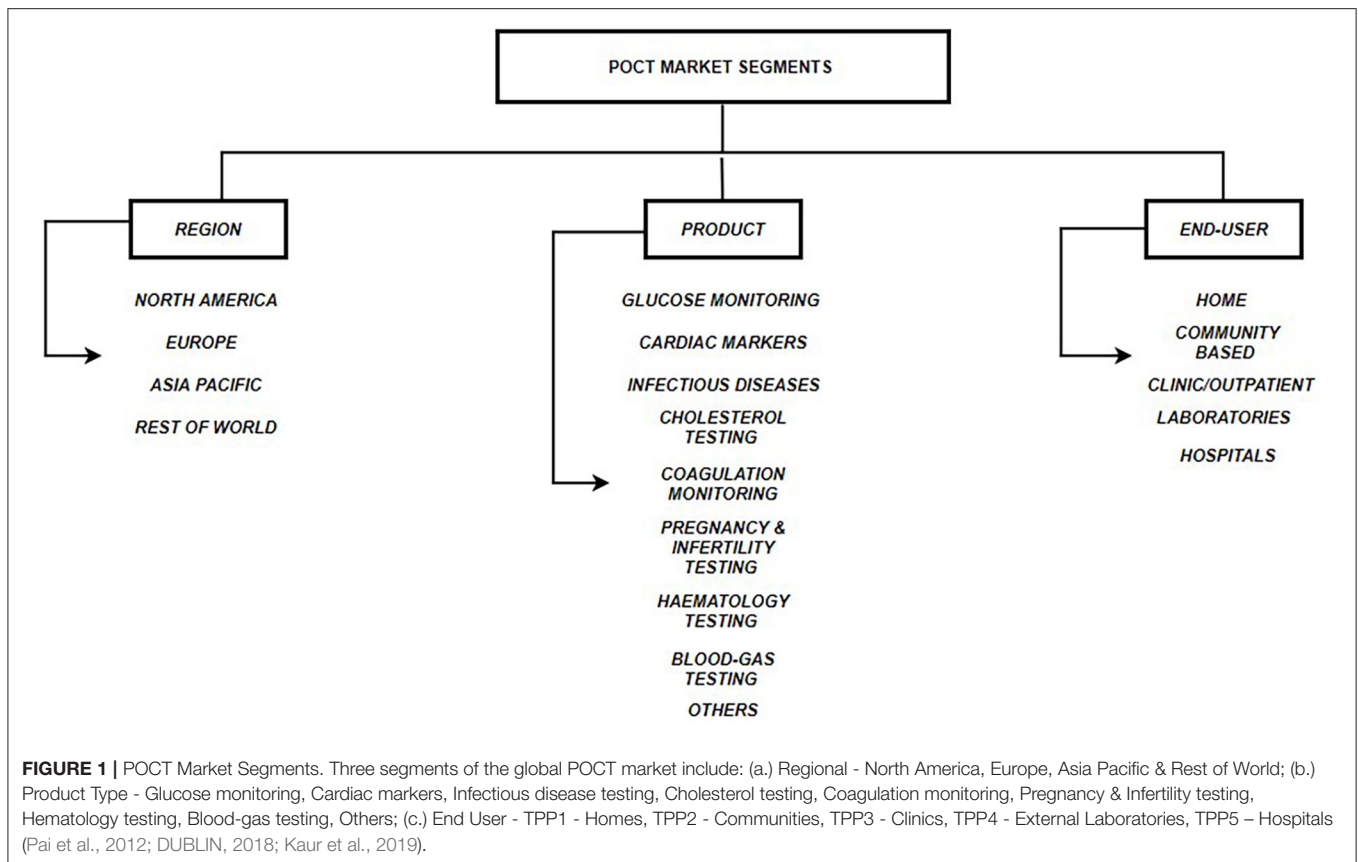 POCT MARKET SEGMENTS
REGION
NORTH AMERICA
EUROPE
ASIA PACIFIC
REST OF WORLD
PRODUCT
GLUCOSE MONITORING
CARDIAC MARKERS
INFECTIOUS DISEASES
CHOLESTEROL
TESTING
COAGULATION
MONITORING
PREGNANCY &
INFERTILITY
TESTING
HAEMATOLOGY
TESTING
BLOOD-GAS
TESTING
OTHERS
END-USER
HOME
COMMUNITY
BASED
CLINIC/OUTPATIENT
LABORATORIES
HOSPITALS
FIGURE 1 | POCT Market Segments. Three segments of the global POCT market include: (a.) Regional - North America, Europe, Asia Pacific & Rest of World; (b.)
Product Type - Glucose monitoring, Cardiac markers, Infectious disease testing, Cholesterol testing, Coagulation monitoring, Pregnancy & Infertility testing,
Hematology testing, Blood-gas testing, Others; (c.) End User - TPP1 - Homes, TPP2 - Communities, TPP3 - Clinics, TPP4 - External Laboratories, TPP5 – Hospitals
(Pai et al., 2012; DUBLIN, 2018; Kaur et al., 2019).